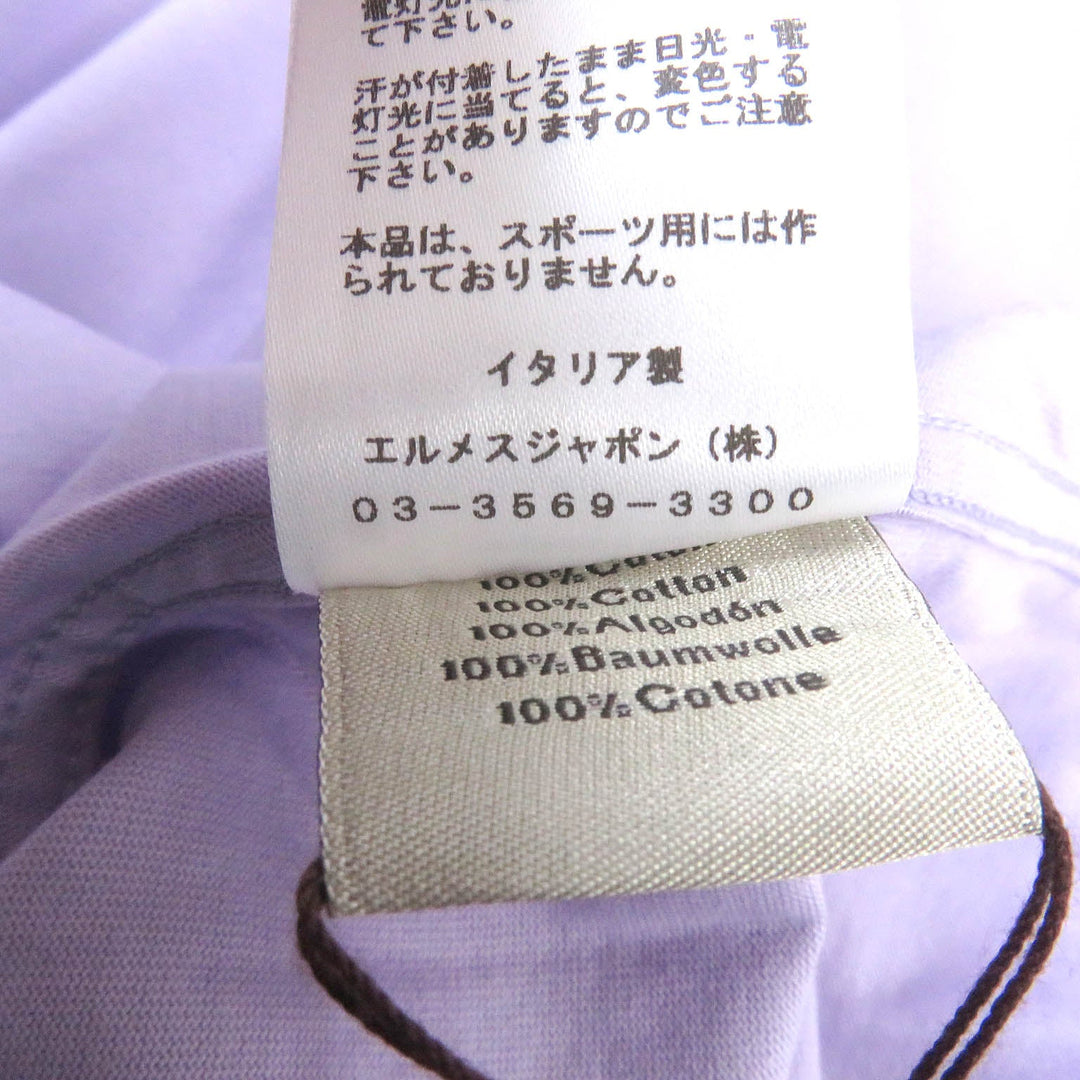 て下さい。
汗が付着したまま日光・電
灯光に当てると、変色する
ことがありますのでご注意
下さい。
本品は、スポーツ用には作
られておりません。
イタリア製
エルメスジャポン（株）
03-3569-3300
100%Cotton
100%Algodón
100%Baumwolle
100%Cotone